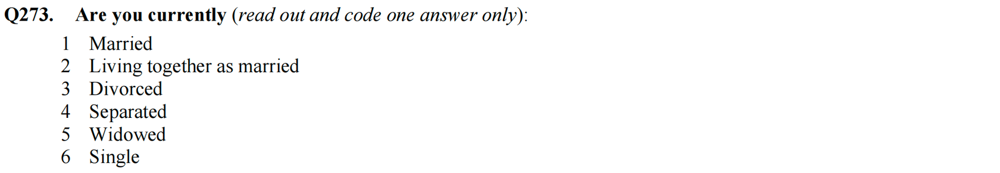 Q273. Are you currently (read out and code one answer only):
1 Married
2 Living together as married
3 Divorced
4 Separated
5 Widowed
6 Single